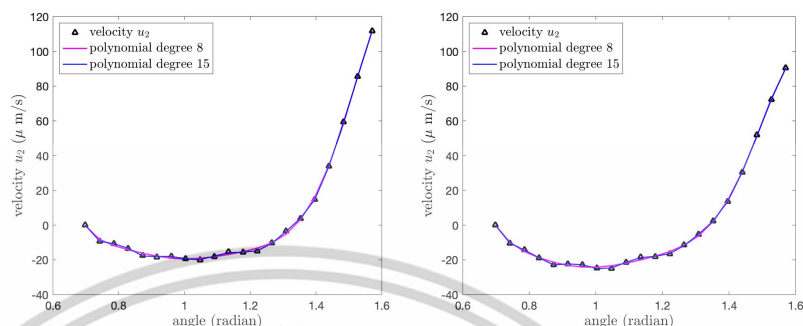 120
100
80
60
40
20
0
-20
-40
velocity u₂ (μ m/s)
velocity u₂
polynomial degree 8
polynomial degree 15
0.6 0.8 1 1.2 1.4 1.6
angle (radian)
120
100
80
60
40
20
0
-20
-40
velocity u₂ (μ m/s)
velocity u₂
polynomial degree 8
polynomial degree 15
0.6 0.8 1 1.2 1.4 1.6
angle (radian)